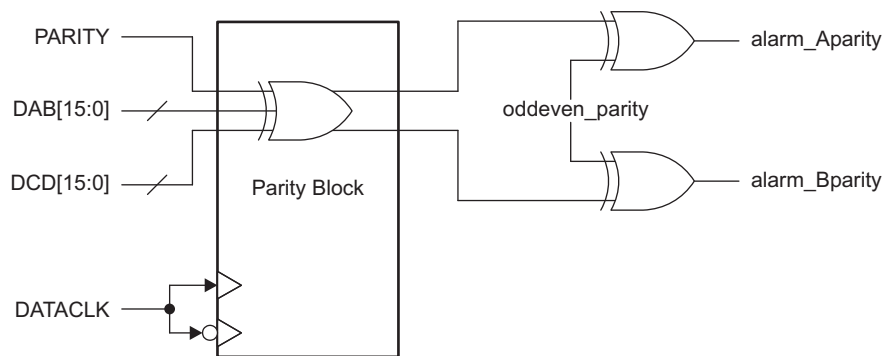 PARITY
alarm_Aparity
DAB[15:0]
oddeven_parity
DCD[15:0]
Parity Block
alarm_Bparity
DATACLK